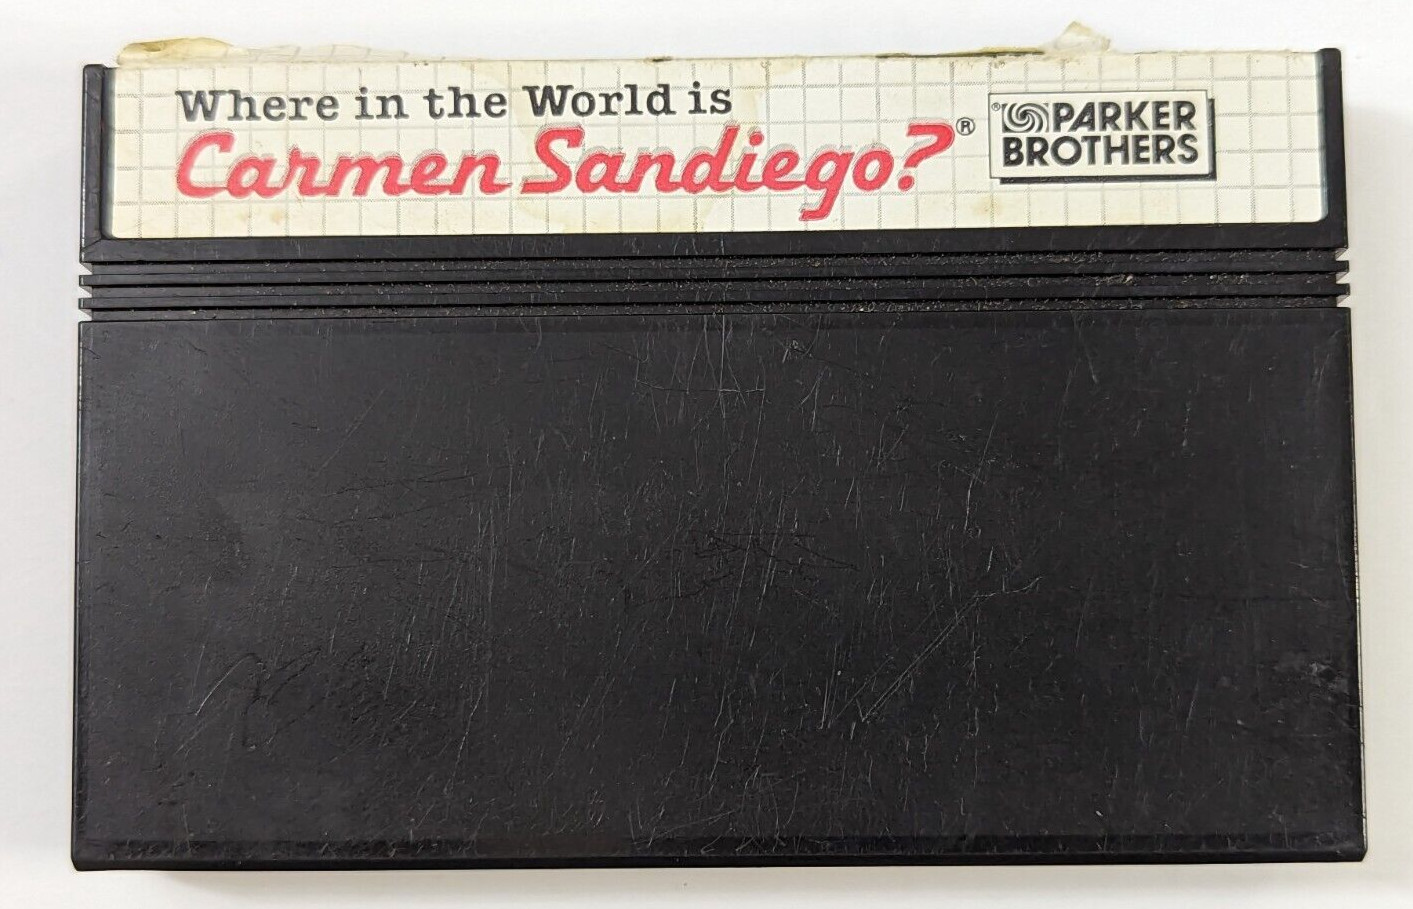 Where in the World is
Carmen Sandiego?®
® PARKER
BROTHERS